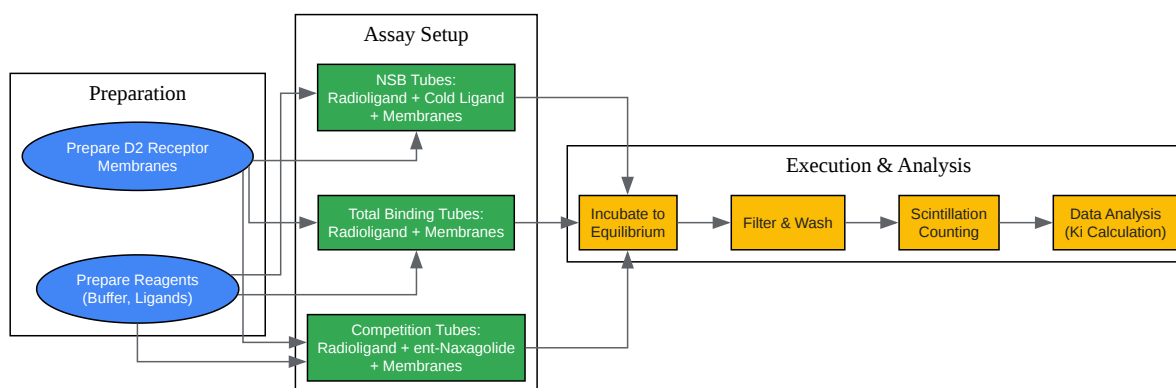 Preparation
Prepare D2 Receptor
Membranes
Prepare Reagents
(Buffer, Ligands)
Assay Setup
NSB Tubes:
Radioligand + Cold Ligand
+ Membranes
Total Binding Tubes:
Radioligand + Membranes
Competition Tubes:
Radioligand + ent-Naxagolide
+ Membranes
Execution & Analysis
Incubate to
Equilibrium
Filter & Wash
Scintillation
Counting
Data Analysis
(Ki Calculation)